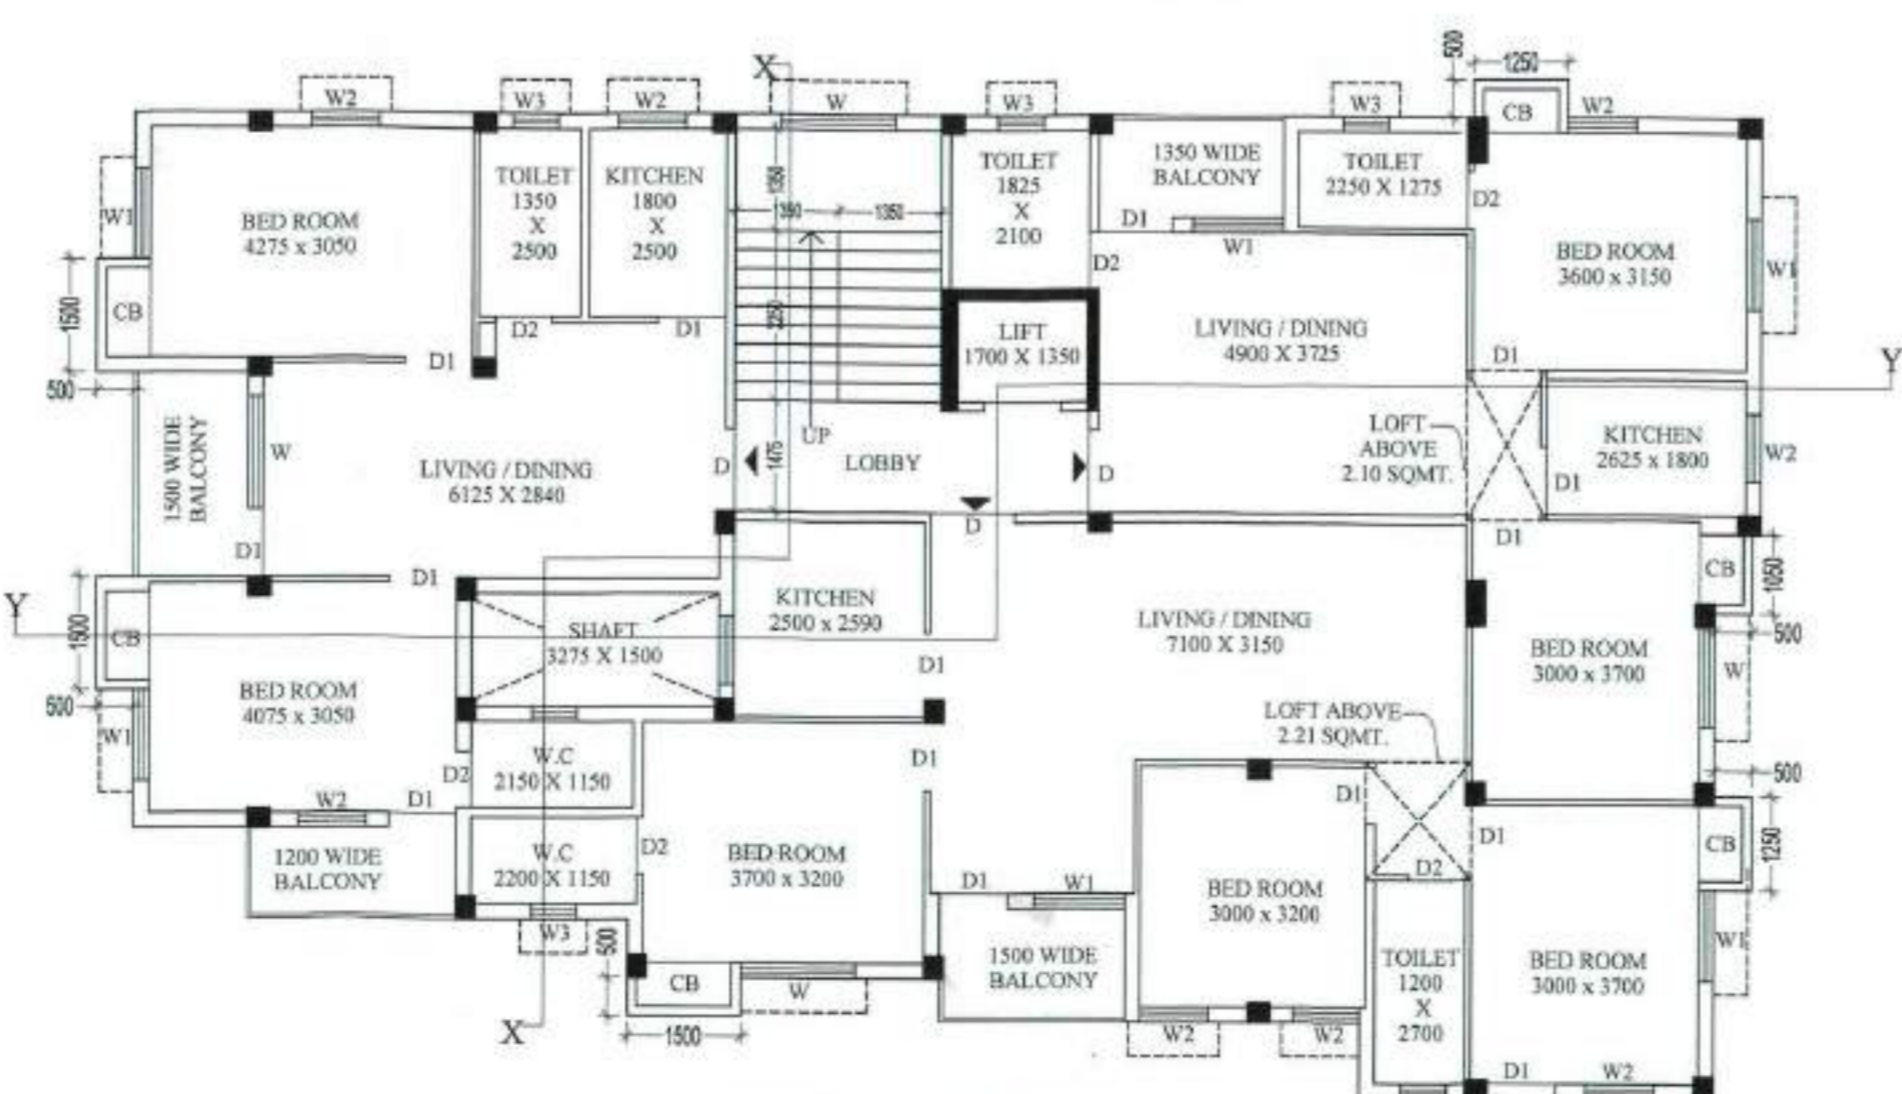 500
1250
X
W2
W3
W2
W
W3
W3
CB
W2
BED ROOM
4275 x 3050
TOILET
1350
X
2500
KITCHEN
1800
X
2500
1350
1350
1350
TOILET
1825
X
2100
1350 WIDE
BALCONY
TOILET
2250 X 1275
D2
W1
D1
W1
D2
BED ROOM
3600 x 3150
W1
1500
CB
D2
D1
2250
LIFT
1700 X 1350
LIVING / DINING
4900 X 3725
D1
D1
Y
500
1500 WIDE
BALCONY
W
LIVING / DINING
6125 X 2840
UP
1475
D
LOBBY
D
D
LOFT
ABOVE
2.10 SQMT.
KITCHEN
2625 x 1800
W2
D1
D1
D1
D1
Y
1500
CB
500
W1
BED ROOM
4075 x 3050
SHAFT
3275 X 1500
KITCHEN
2500 x 2590
D1
LIVING / DINING
7100 X 3150
CB
1050
500
BED ROOM
3000 x 3700
W
LOFT ABOVE
2.21 SQMT.
500
W.C
2150 X 1150
D2
D1
D1
W2
D1
1200 WIDE
BALCONY
W.C
2200 X 1150
D2
BED ROOM
3700 x 3200
D1
CB
1250
D1
W1
BED ROOM
3000 x 3200
D2
W3
500
CB
W
1500 WIDE
BALCONY
TOILET
1200
X
2700
BED ROOM
3000 x 3700
W1
X
1500
W2
W2
D1
W2